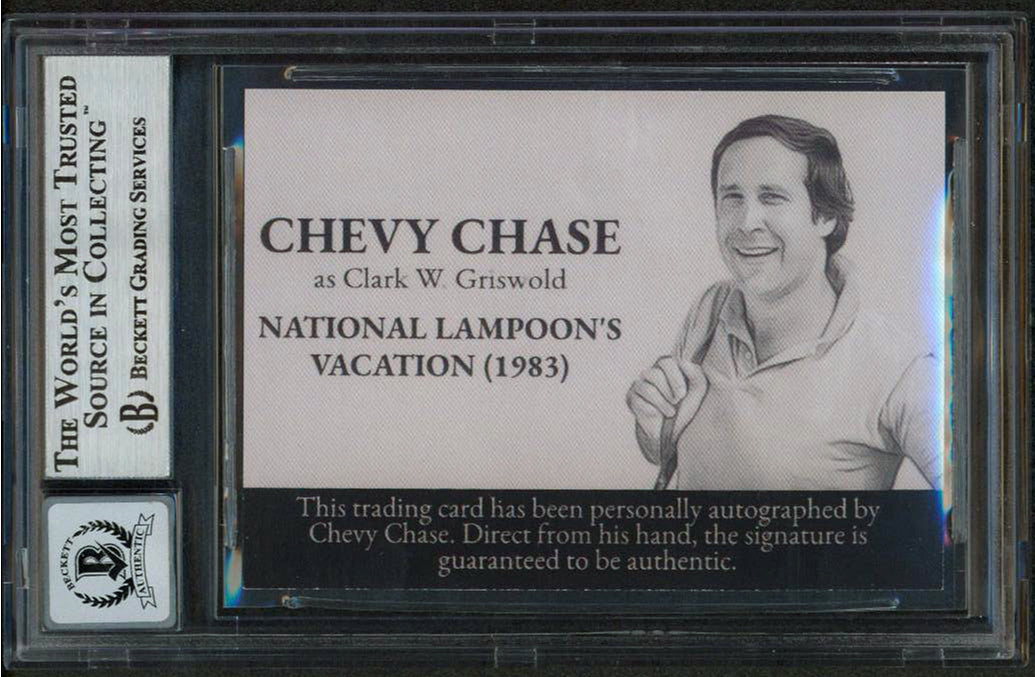 THE WORLD'S MOST TRUSTED
SOURCE IN COLLECTING™
B BECKETT GRADING SERVICES
BECKETT
B
AUTHENTIC
CHEVY CHASE
as Clark W. Griswold
NATIONAL LAMPOON'S
VACATION (1983)
This trading card has been personally autographed by
Chevy Chase. Direct from his hand, the signature is
guaranteed to be authentic.